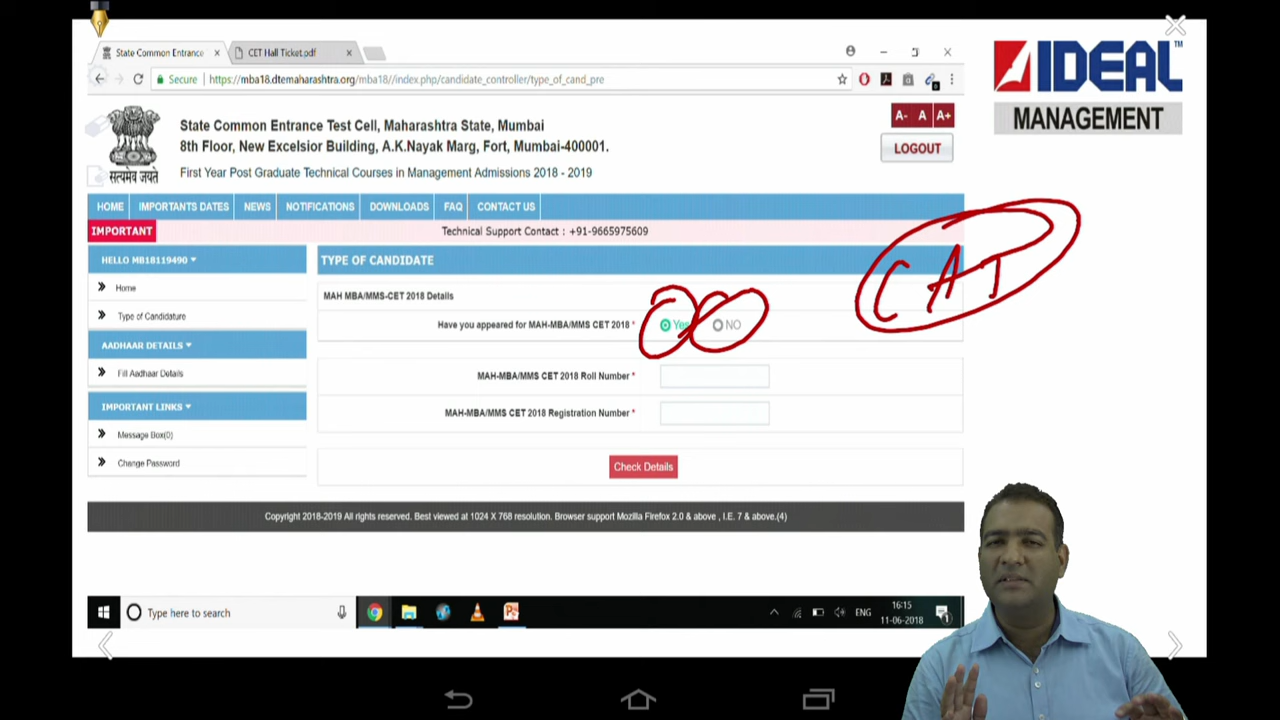 State Common Entrance
CET Hall Ticket.pdf
Secure
https://mba18.dtemaharashtra.org/mba18//index.php/candidate_controller/type_of_cand_pre
IDEAL™
MANAGEMENT
State Common Entrance Test Cell, Maharashtra State, Mumbai
8th Floor, New Excelsior Building, A.K.Nayak Marg, Fort, Mumbai-400001.
First Year Post Graduate Technical Courses in Management Admissions 2018 - 2019
सत्यमेव जयते
A- A A+
LOGOUT
HOME IMPORTANTS DATES NEWS NOTIFICATIONS DOWNLOADS FAQ CONTACT US
IMPORTANT
Technical Support Contact : +91-9665975609
CAT
HELLO MB18119490
Home
Type of Candidature
AADHAAR DETAILS
Fill Aadhaar Details
IMPORTANT LINKS
Message Box(0)
Change Password
TYPE OF CANDIDATE
MAH MBA/MMS-CET 2018 Details
Have you appeared for MAH-MBA/MMS CET 2018 * Yes NO
MAH-MBA/MMS CET 2018 Roll Number *
MAH-MBA/MMS CET 2018 Registration Number *
Check Details
Copyright 2018-2019 All rights reserved. Best viewed at 1024 X 768 resolution. Browser support Mozilla Firefox 2.0 & above , I.E. 7 & above.(4)
Type here to search
ENG
16:15
11-06-2018
1